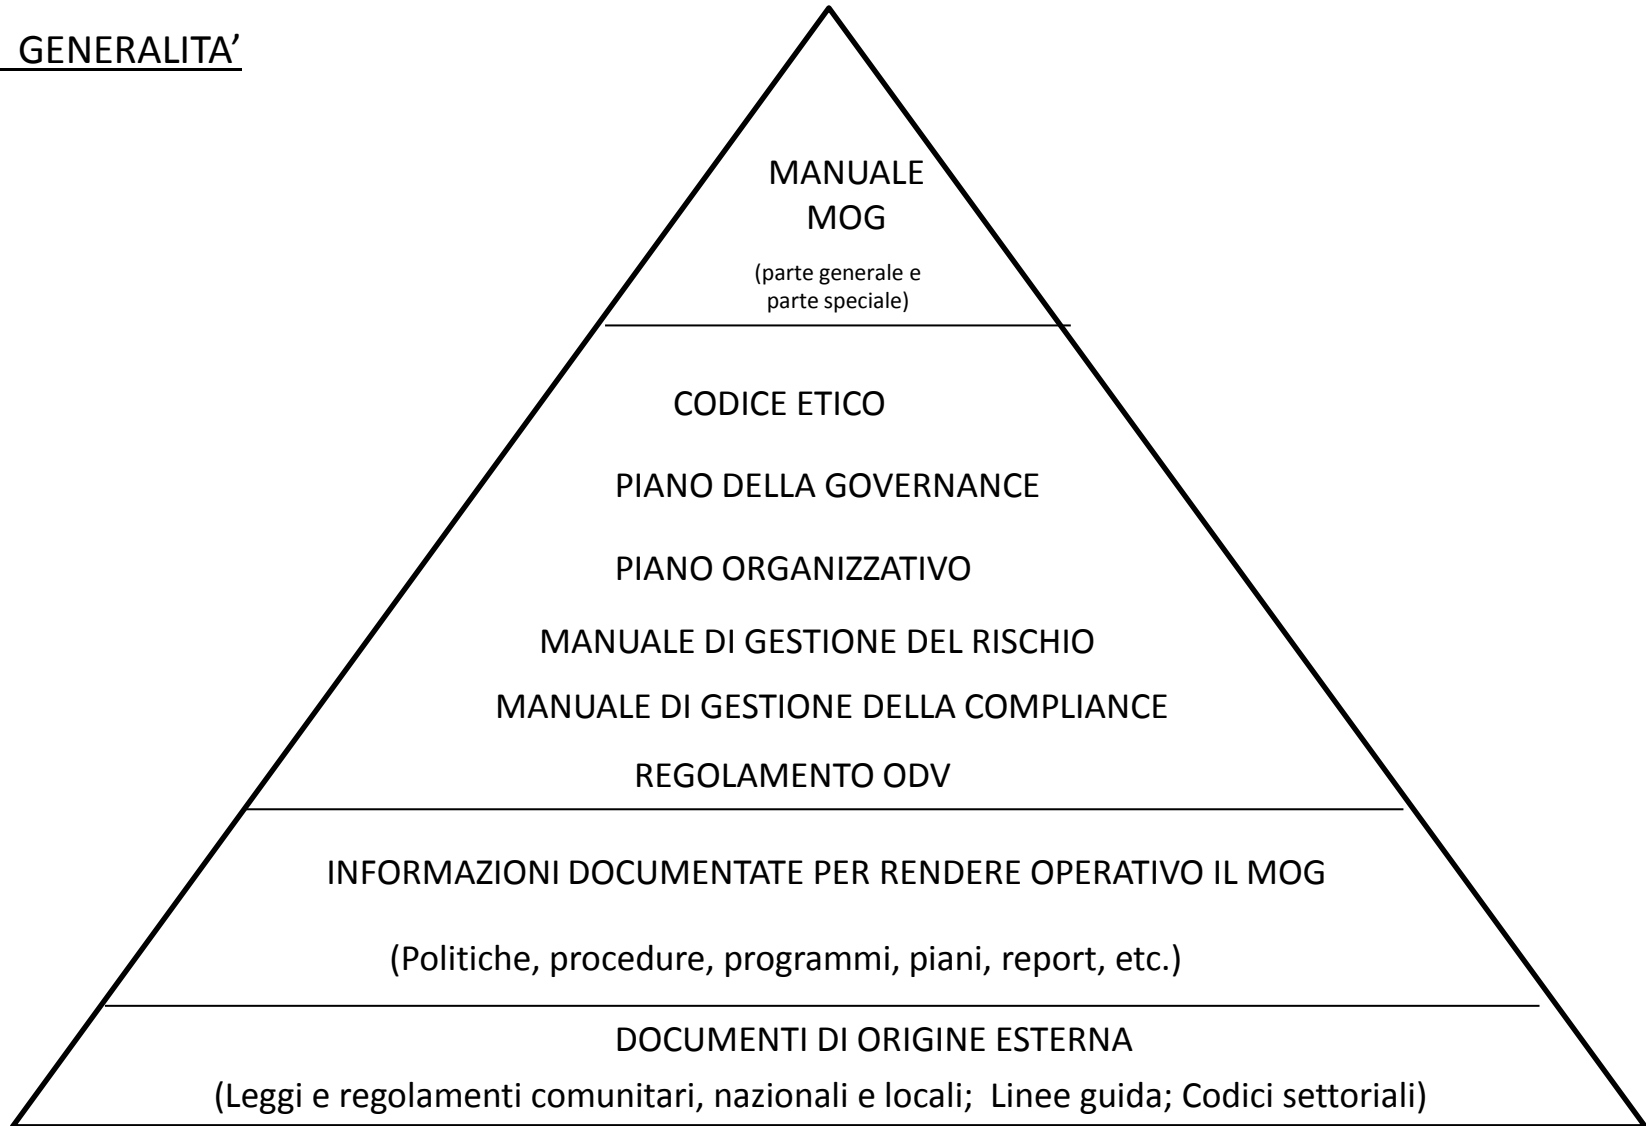 GENERALITA’
MANUALE
MOG
(parte generale e
parte speciale)
CODICE ETICO
PIANO DELLA GOVERNANCE
PIANO ORGANIZZATIVO
MANUALE DI GESTIONE DEL RISCHIO
MANUALE DI GESTIONE DELLA COMPLIANCE
REGOLAMENTO ODV
INFORMAZIONI DOCUMENTATE PER RENDERE OPERATIVO IL MOG
(Politiche, procedure, programmi, piani, report, etc.)
DOCUMENTI DI ORIGINE ESTERNA
(Leggi e regolamenti comunitari, nazionali e locali;  Linee guida; Codici settoriali)